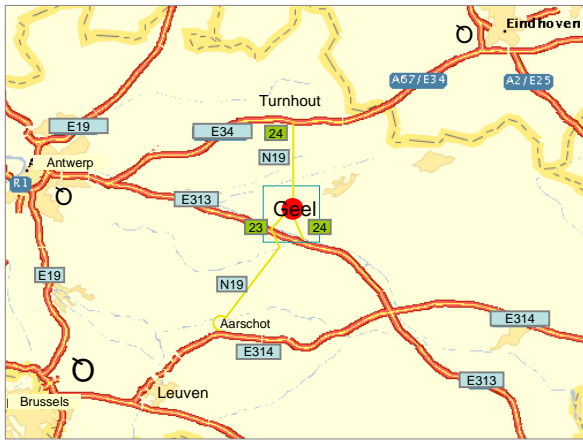 Eindhoven
A67/E34
A2/E25
Turnhout
E19
E34
24
N19
Antwerp
R1
E313
Geel
23
24
E19
N19
Aarschot
E314
E314
E313
Leuven
Brussels